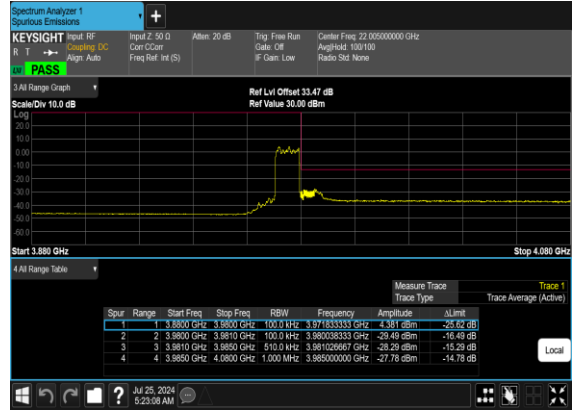 Spectrum Analyzer 1
Spurious Emissions
KEYSIGHT
R T
LW PASS
Input: RF
Coupling: DC
Align: Auto
Input Z: 50 Ω
Corr CCorr
Freq Ref: Int (S)
Atten: 20 dB
Trig: Free Run
Gate: Off
IF Gain: Low
Center Freq: 22.005000000 GHz
Avg|Hold: 100/100
Radio Std: None
3 All Range Graph
Scale/Div 10.0 dB
Ref Lvl Offset 33.47 dB
Ref Value 30.00 dBm
Log
20.0
10.0
0.00
-10.0
-20.0
-30.0
-40.0
-50.0
-60.0
Start 3.880 GHz
Stop 4.080 GHz
4 All Range Table
Measure Trace Trace 1
Trace Type Trace Average (Active)
Spur Range Start Freq Stop Freq RBW Frequency Amplitude ΔLimit
1 1 3.8800 GHz 3.9800 GHz 100.0 kHz 3.971833333 GHz 4.381 dBm -25.62 dB
2 2 3.9800 GHz 3.9810 GHz 100.0 kHz 3.980038333 GHz -29.49 dBm -16.49 dB
3 3 3.9810 GHz 3.9850 GHz 510.0 kHz 3.981026667 GHz -28.29 dBm -15.29 dB
4 4 3.9850 GHz 4.0800 GHz 1.000 MHz 3.985000000 GHz -27.78 dBm -14.78 dB
Local
?
Jul 25, 2024
5:23:08 AM